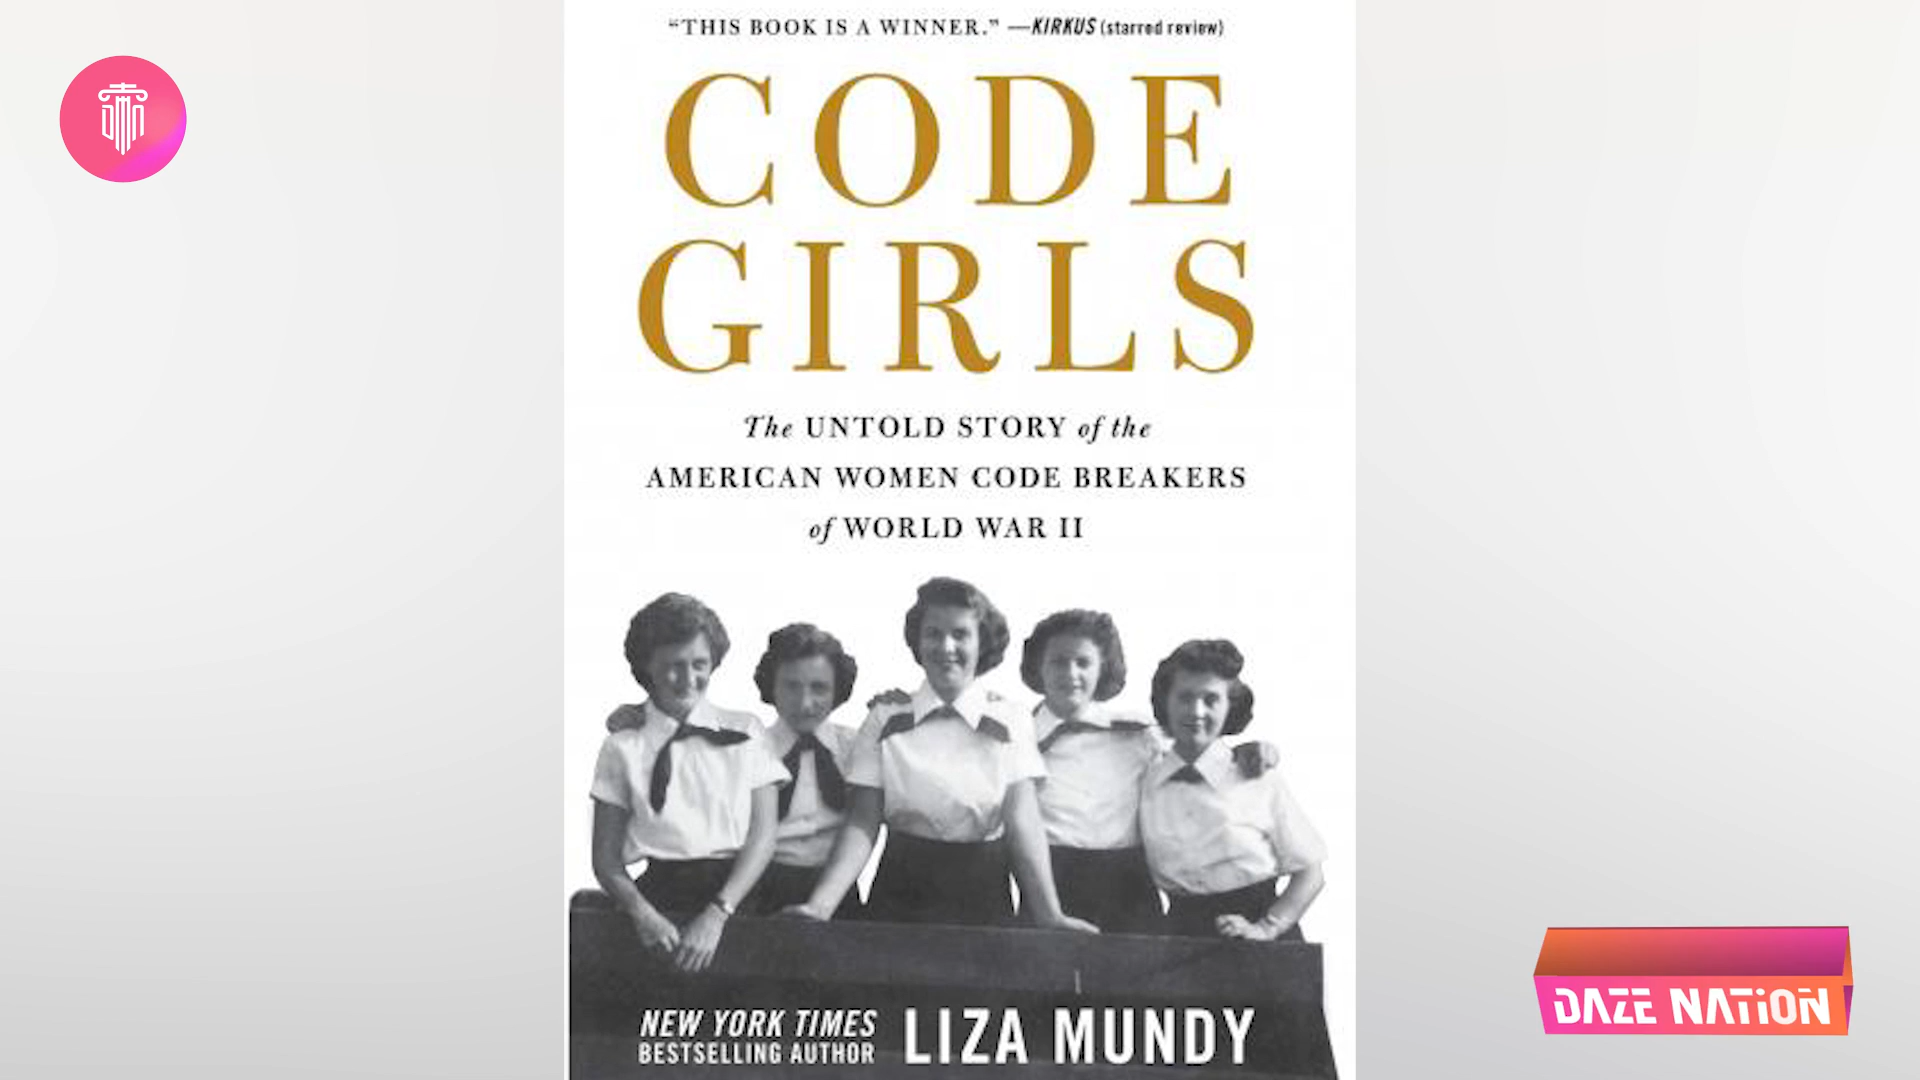 “THIS BOOK IS A WINNER.” —KIRKUS (starred review)
CODE
GIRLS
The UNTOLD STORY of the
AMERICAN WOMEN CODE BREAKERS
of WORLD WAR II
NEW YORK TIMES
BESTSELLING AUTHOR
LIZA MUNDY
DAZE NATION